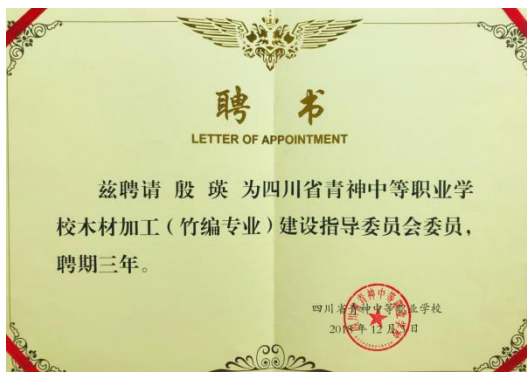 聘 书
LETTER OF APPOINTMENT
兹聘请 殷 瑛 为四川省青神中等职业学
校木材加工（竹编专业）建设指导委员会委员，
聘期三年。
四川省青神中等职业学校
年 12 月 日